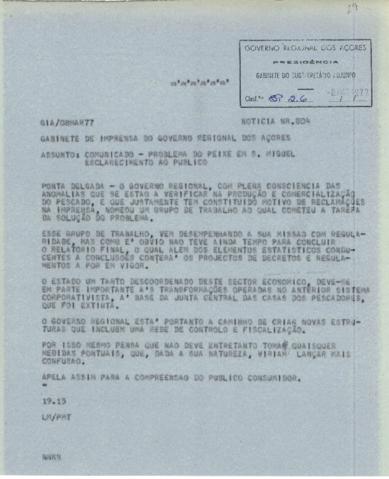 19
GOVERNO REGIONAL DOS AÇORES
PRESIDÊNCIA
GABINETE DO SUBSECRETÁRIO ADJUNTO
GIA/08MAR77 NOTICIA NR.504
GABINETE DE IMPRENSA DO GOVERNO REGIONAL DOS AÇORES
ASSUNTO: COMUNICADO - PROBLEMA DO PEIXE EM S. MIGUEL
ESCLARECIMENTO AO PUBLICO
PONTA DELGADA - O GOVERNO REGIONAL, COM PLENA CONSCIENCIA DAS
ANOMALIAS QUE SE ESTAO A VERIFICAR NA PRODUÇÃO E COMERCIALIZAÇÃO
DO PESCADO, E QUE JUSTAMENTE TEM CONSTITUIDO MOTIVO DE RECLAMAÇÕES
NA IMPRENSA, NOMEOU UM GRUPO DE TRABALHO AO QUAL COMETEU A TAREFA
DA SOLUÇÃO DO PROBLEMA.
ESSE GRUPO DE TRABALHO, VEM DESEMPENHANDO A SUA MISSAO COM REGULA-
RIDADE, MAS COMO E' OBVIO NAO TEVE AINDA TEMPO PARA CONCLUIR
O RELATORIO FINAL, O QUAL ALEM DOS ELEMENTOS ESTATISTICOS CONDU-
CENTES A CONCLUSÕES CONTERA' OS PROJECTOS DE DECRETOS E REGULA-
MENTOS A POR EM VIGOR.
O ESTADO UM TANTO DESCOORDENADO DESTE SECTOR ECONOMICO, DEVE-SE
EM PARTE IMPORTANTE A'S TRANSFORMAÇÕES OPERADAS NO ANTERIOR SISTEMA
CORPORATIVISTA, A' BASE DA JUNTA CENTRAL DAS CASAS DOS PESCADORES,
QUE FOI EXTINTA.
O GOVERNO REGIONAL ESTA' PORTANTO A CAMINHO DE CRIAR NOVAS ESTRU-
TURAS QUE INCLUEM UMA REDE DE CONTROLO E FISCALIZAÇÃO.
POR ISSO MESMO PENSA QUE NAO DEVE ENTRETANTO TOMAR QUAISQUER
MEDIDAS PONTUAIS, QUE, DADA A SUA NATUREZA, VIRIAM LANÇAR MAIS
CONFUSAO.
APELA ASSIM PARA A COMPREENSAO DO PUBLICO CONSUMIDOR.
19.15
LM/PMT
NNNN